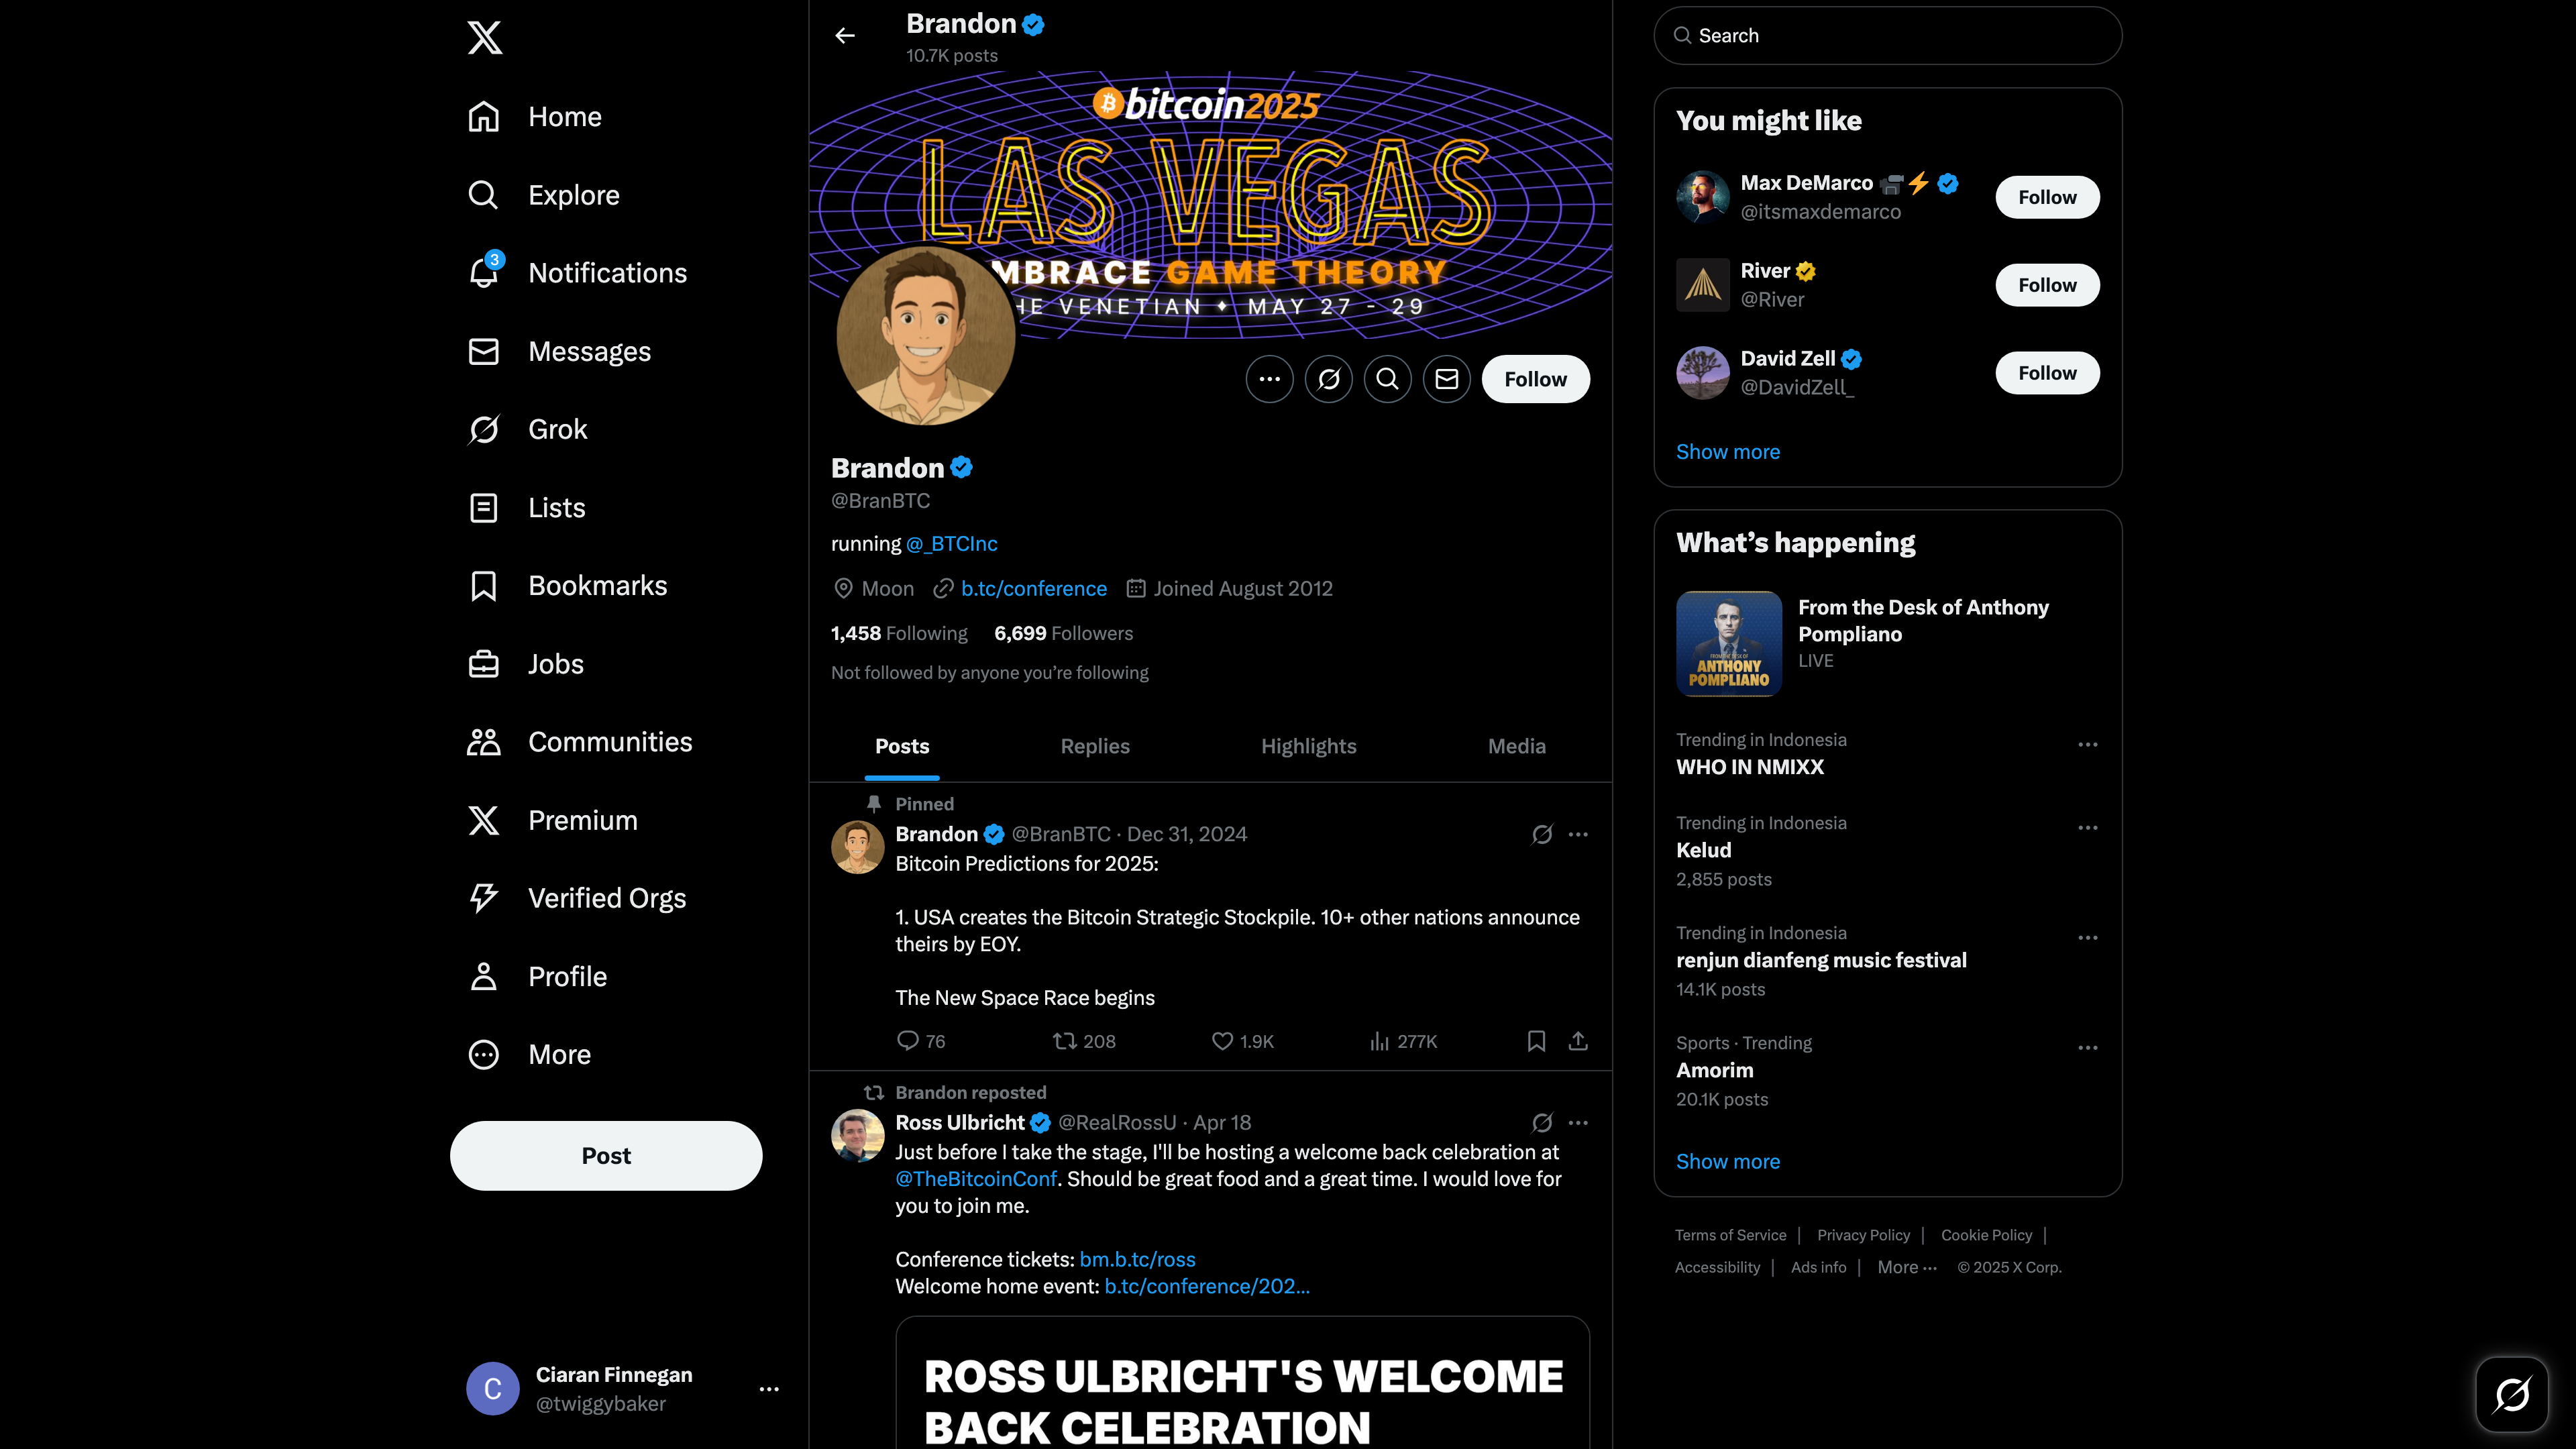 Home
Explore
3
Notifications
Messages
Grok
Lists
Bookmarks
Jobs
Communities
Premium
Verified Orgs
Profile
More
Post
C
Ciaran Finnegan
@twiggybaker
Brandon
10.7K posts
bitcoin2025
LAS VEGAS
MBRACE GAME THEORY
HE VENETIAN ✦ MAY 27 - 29
Follow
Brandon
@BranBTC
running @_BTCInc
Moon b.tc/conference Joined August 2012
1,458 Following 6,699 Followers
Not followed by anyone you’re following
Posts Replies Highlights Media
Pinned
Brandon @BranBTC · Dec 31, 2024
Bitcoin Predictions for 2025:
1. USA creates the Bitcoin Strategic Stockpile. 10+ other nations announce
theirs by EOY.
The New Space Race begins
76 208 1.9K 277K
Brandon reposted
Ross Ulbricht @RealRossU · Apr 18
Just before I take the stage, I'll be hosting a welcome back celebration at
@TheBitcoinConf. Should be great food and a great time. I would love for
you to join me.
Conference tickets: bm.b.tc/ross
Welcome home event: b.tc/conference/202...
ROSS ULBRICHT'S WELCOME
BACK CELEBRATION
Search
You might like
Max DeMarco 📹⚡
@itsmaxdemarco
Follow
River
@River
Follow
David Zell
@DavidZell_
Follow
Show more
What’s happening
FROM THE DESK OF
ANTHONY
POMPLIANO
From the Desk of Anthony
Pompliano
LIVE
Trending in Indonesia
WHO IN NMIXX
Trending in Indonesia
Kelud
2,855 posts
Trending in Indonesia
renjun dianfeng music festival
14.1K posts
Sports · Trending
Amorim
20.1K posts
Show more
Terms of Service | Privacy Policy | Cookie Policy |
Accessibility | Ads info | More ··· © 2025 X Corp.